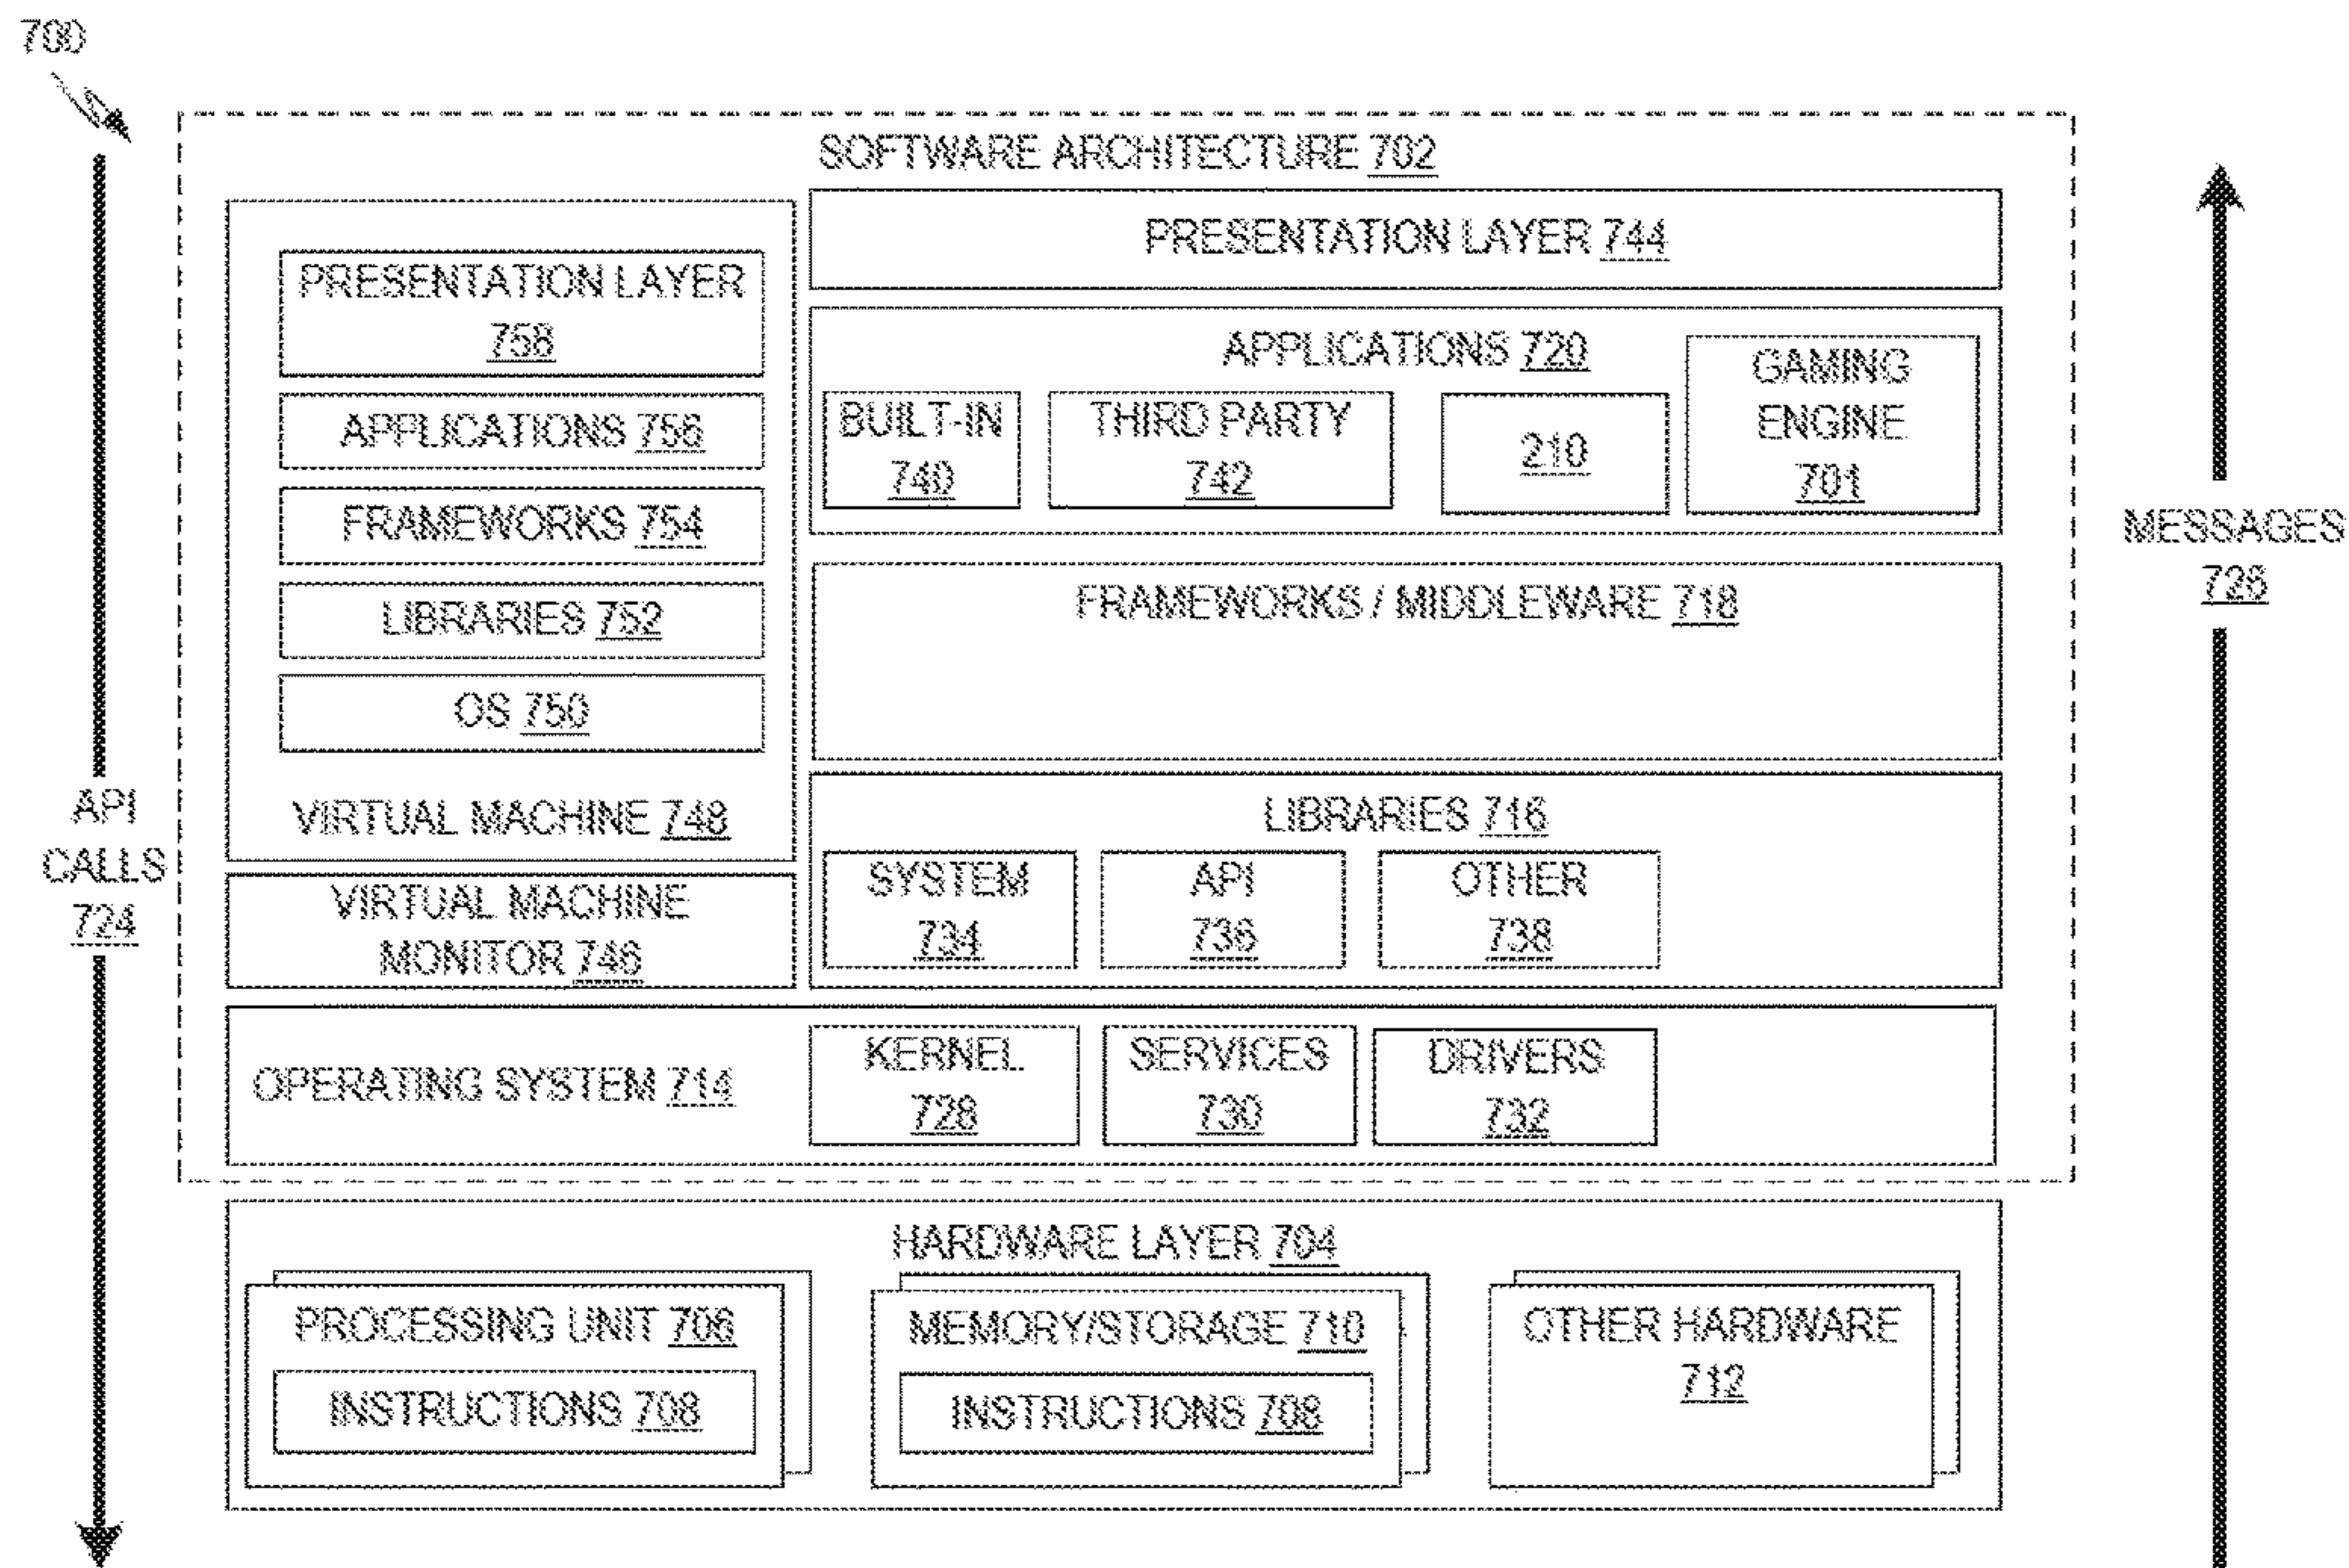 700
SOFTWARE ARCHITECTURE 702
PRESENTATION LAYER
758
APPLICATIONS 756
FRAMEWORKS 754
LIBRARIES 752
OS 750
VIRTUAL MACHINE 748
VIRTUAL MACHINE
MONITOR 746
PRESENTATION LAYER 744
APPLICATIONS 720
BUILT-IN
740
THIRD PARTY
742
210
GAMING
ENGINE
701
FRAMEWORKS / MIDDLEWARE 718
LIBRARIES 716
SYSTEM
734
API
736
OTHER
738
OPERATING SYSTEM 714
KERNEL
728
SERVICES
730
DRIVERS
732
HARDWARE LAYER 704
PROCESSING UNIT 706
INSTRUCTIONS 708
MEMORY/STORAGE 710
INSTRUCTIONS 708
OTHER HARDWARE
712
API
CALLS
724
MESSAGES
726